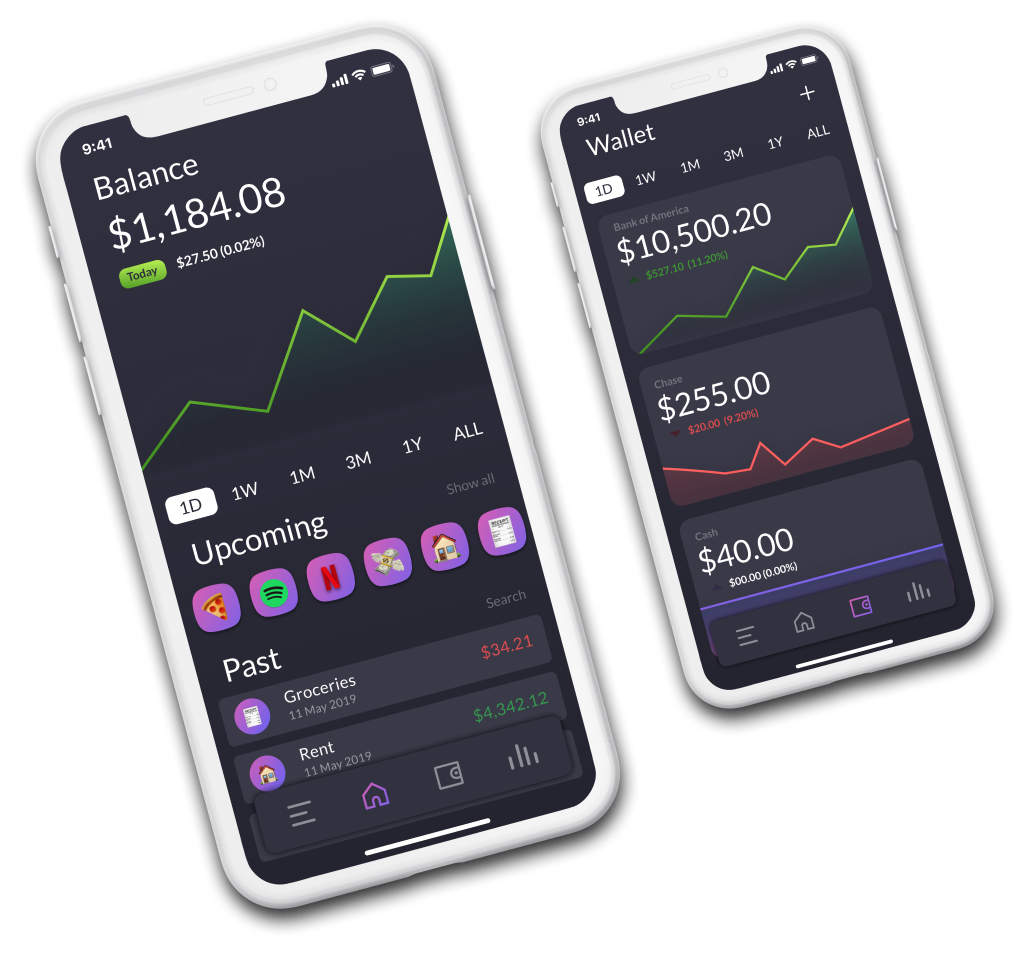 9:41
Balance
$1,184.08
Today $27.50 (0.02%)
1D 1W 1M 3M 1Y ALL
Upcoming Show all
N
RECEIPT
Past Search
Groceries $34.21
11 May 2019
Rent $4,342.12
11 May 2019
9:41
Wallet
1D 1W 1M 3M 1Y ALL
Bank of America
$10,500.20
$527.10 (11.20%)
Chase
$255.00
$20.00 (9.20%)
Cash
$40.00
$00.00 (0.00%)